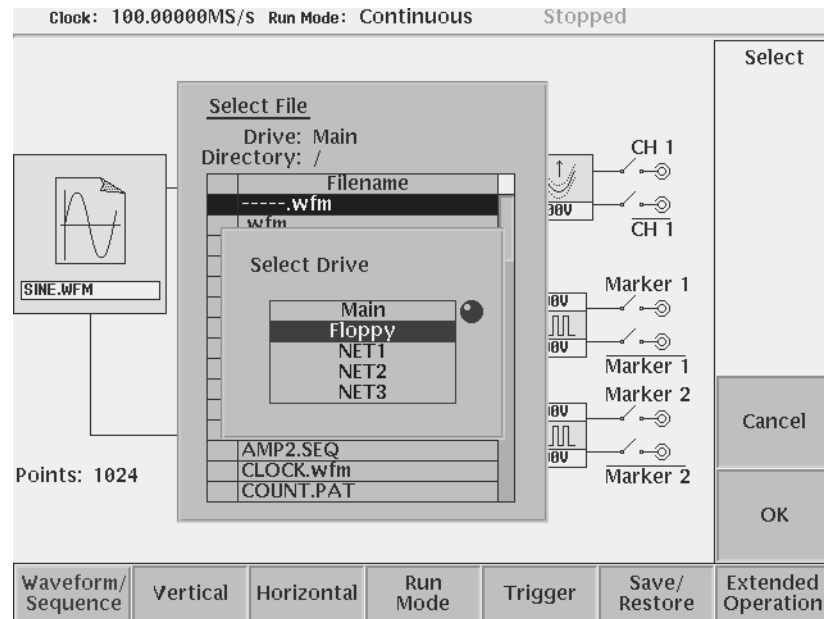 Clock: 100.00000MS/s Run Mode: Continuous Stopped
Select
Select File
Drive: Main
Directory: /
Filename
-----.wfm
.wfm
Select Drive
Main
Floppy
NET1
NET2
NET3
AMP2.SEQ
CLOCK.wfm
COUNT.PAT
SINE.WFM
Points: 1024
CH 1
CH 1
Marker 1
Marker 1
Marker 2
Marker 2
Cancel
OK
Waveform/
Sequence
Vertical
Horizontal
Run
Mode
Trigger
Save/
Restore
Extended
Operation